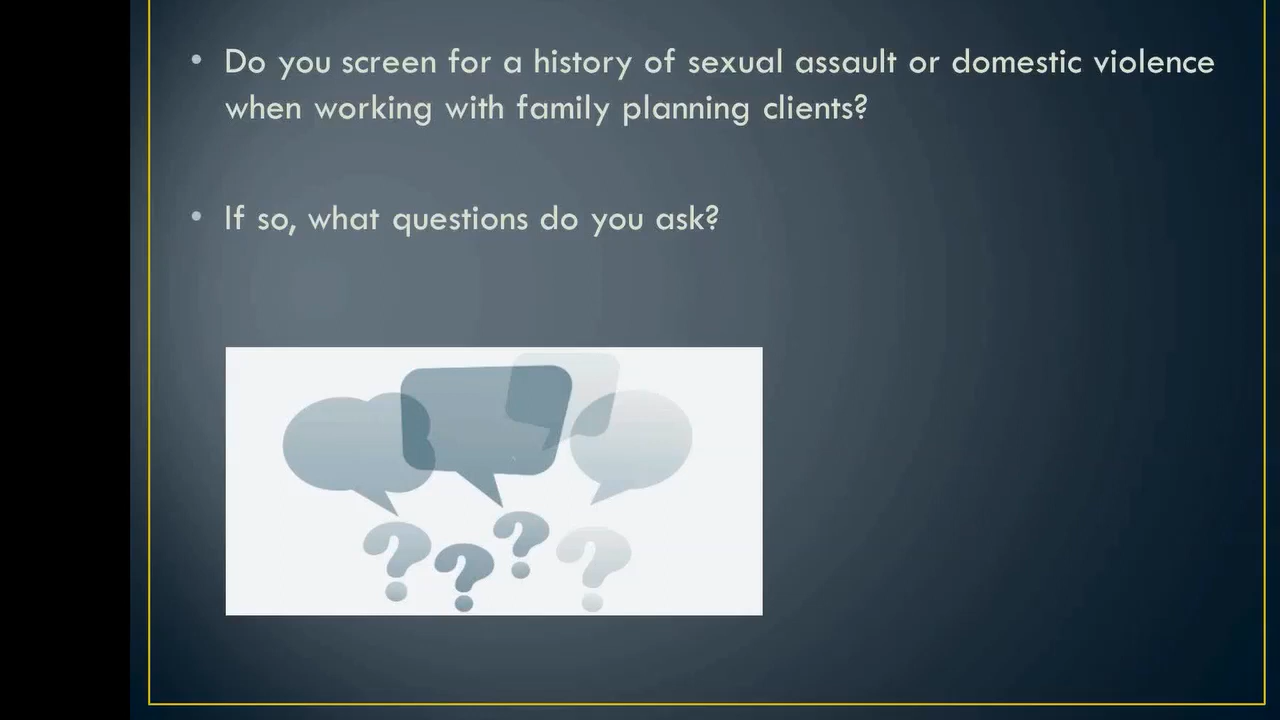 • Do you screen for a history of sexual assault or domestic violence
when working with family planning clients?
• If so, what questions do you ask?
? ? ? ?